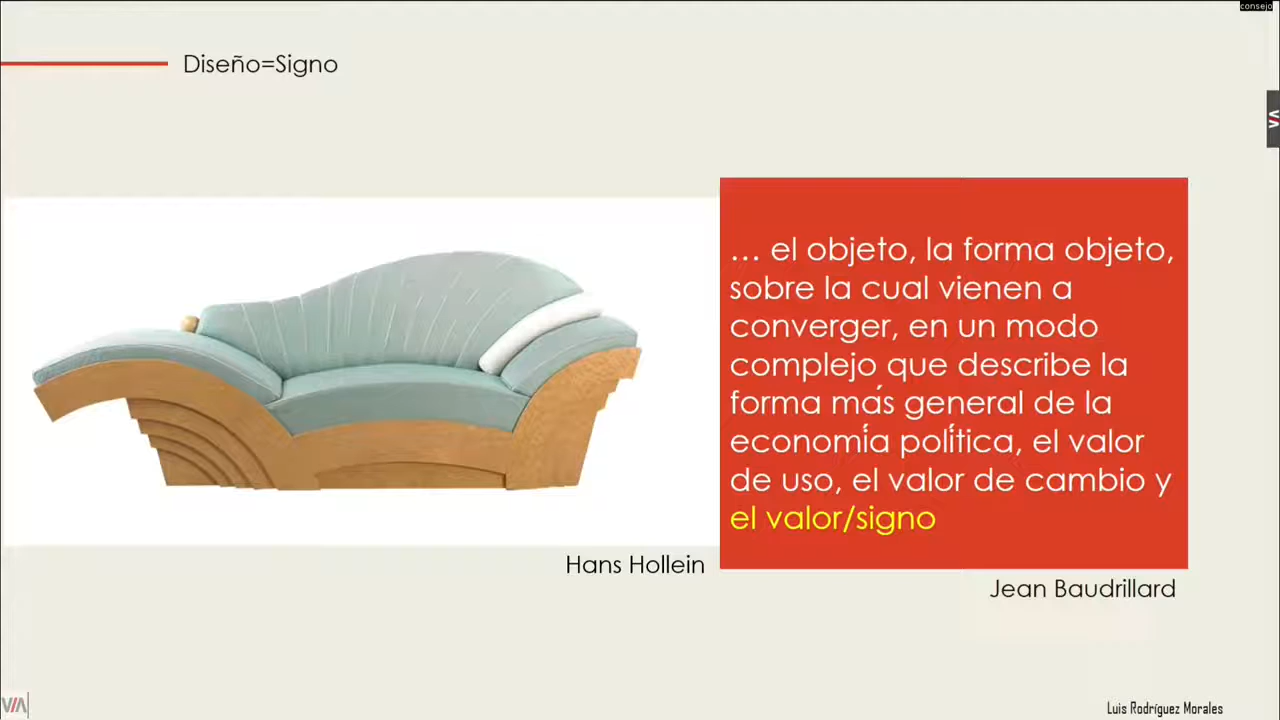 consejo
Diseño=Signo
... el objeto, la forma objeto,
sobre la cual vienen a
converger, en un modo
complejo que describe la
forma más general de la
economía política, el valor
de uso, el valor de cambio y
el valor/signo
Hans Hollein
Jean Baudrillard
VIA
Luis Rodríguez Morales